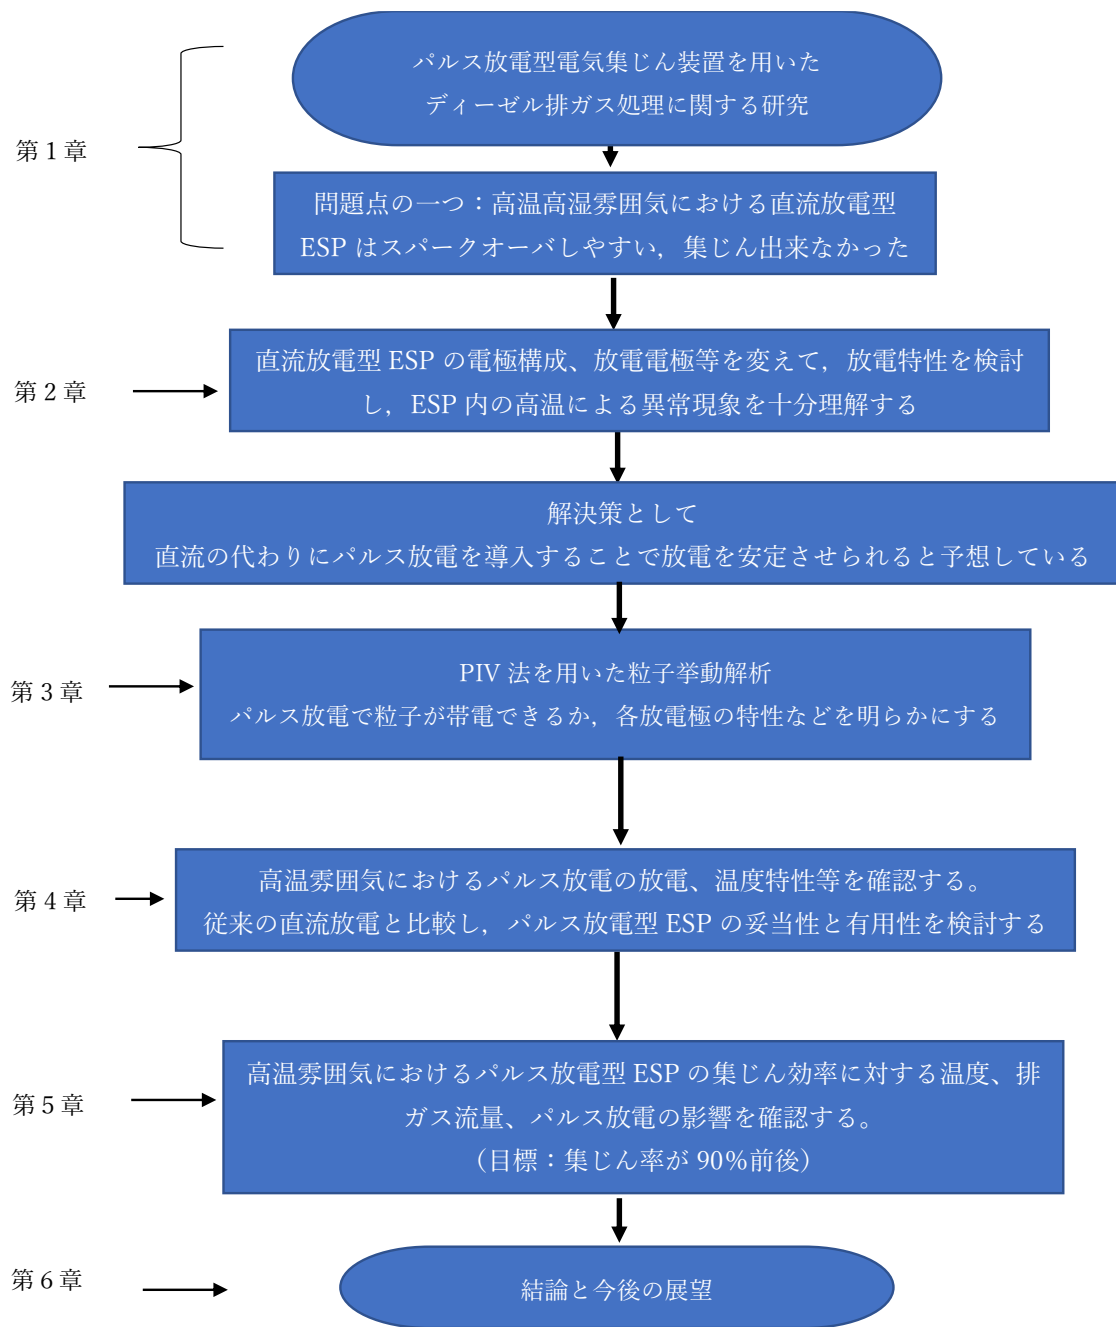 パルス放電型電気集じん装置を用いた
ディーゼル排ガス処理に関する研究
第 1 章
問題点の一つ：高温高湿雰囲気における直流放電型
ESP はスパークオーバしやすい，集じん出来なかった
第 2 章
直流放電型 ESP の電極構成、放電電極等を変えて，放電特性を検討
し，ESP 内の高温による異常現象を十分理解する
解決策として
直流の代わりにパルス放電を導入することで放電を安定させられると予想している
第 3 章
PIV 法を用いた粒子挙動解析
パルス放電で粒子が帯電できるか，各放電極の特性などを明らかにする
第 4 章
高温雰囲気におけるパルス放電の放電、温度特性等を確認する。
従来の直流放電と比較し，パルス放電型 ESP の妥当性と有用性を検討する
第 5 章
高温雰囲気におけるパルス放電型 ESP の集じん効率に対する温度、排
ガス流量、パルス放電の影響を確認する。
（目標：集じん率が 90%前後）
第 6 章
結論と今後の展望